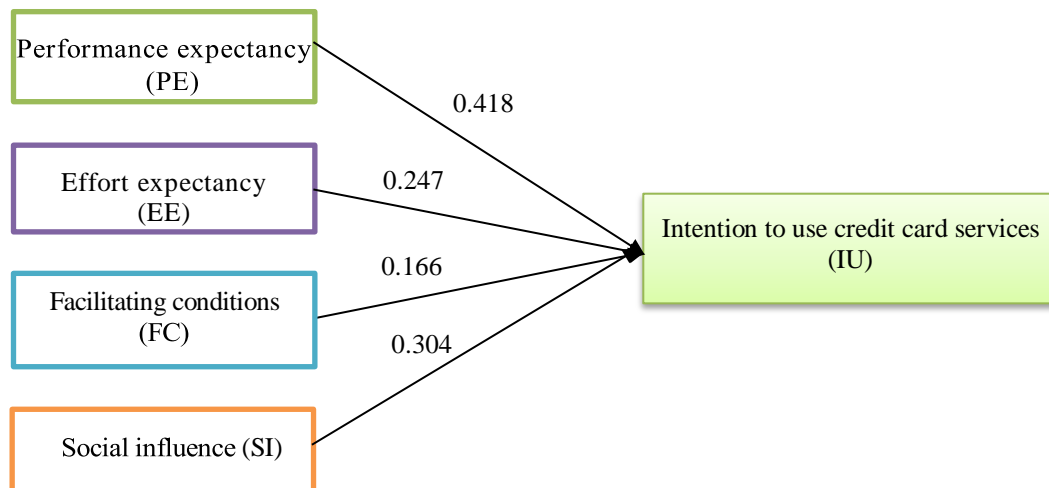 Performance expectancy
(PE)
0.418
Effort expectancy
(EE)
0.247
Intention to use credit card services
(IU)
0.166
Facilitating conditions
(FC)
0.304
Social influence (SI)